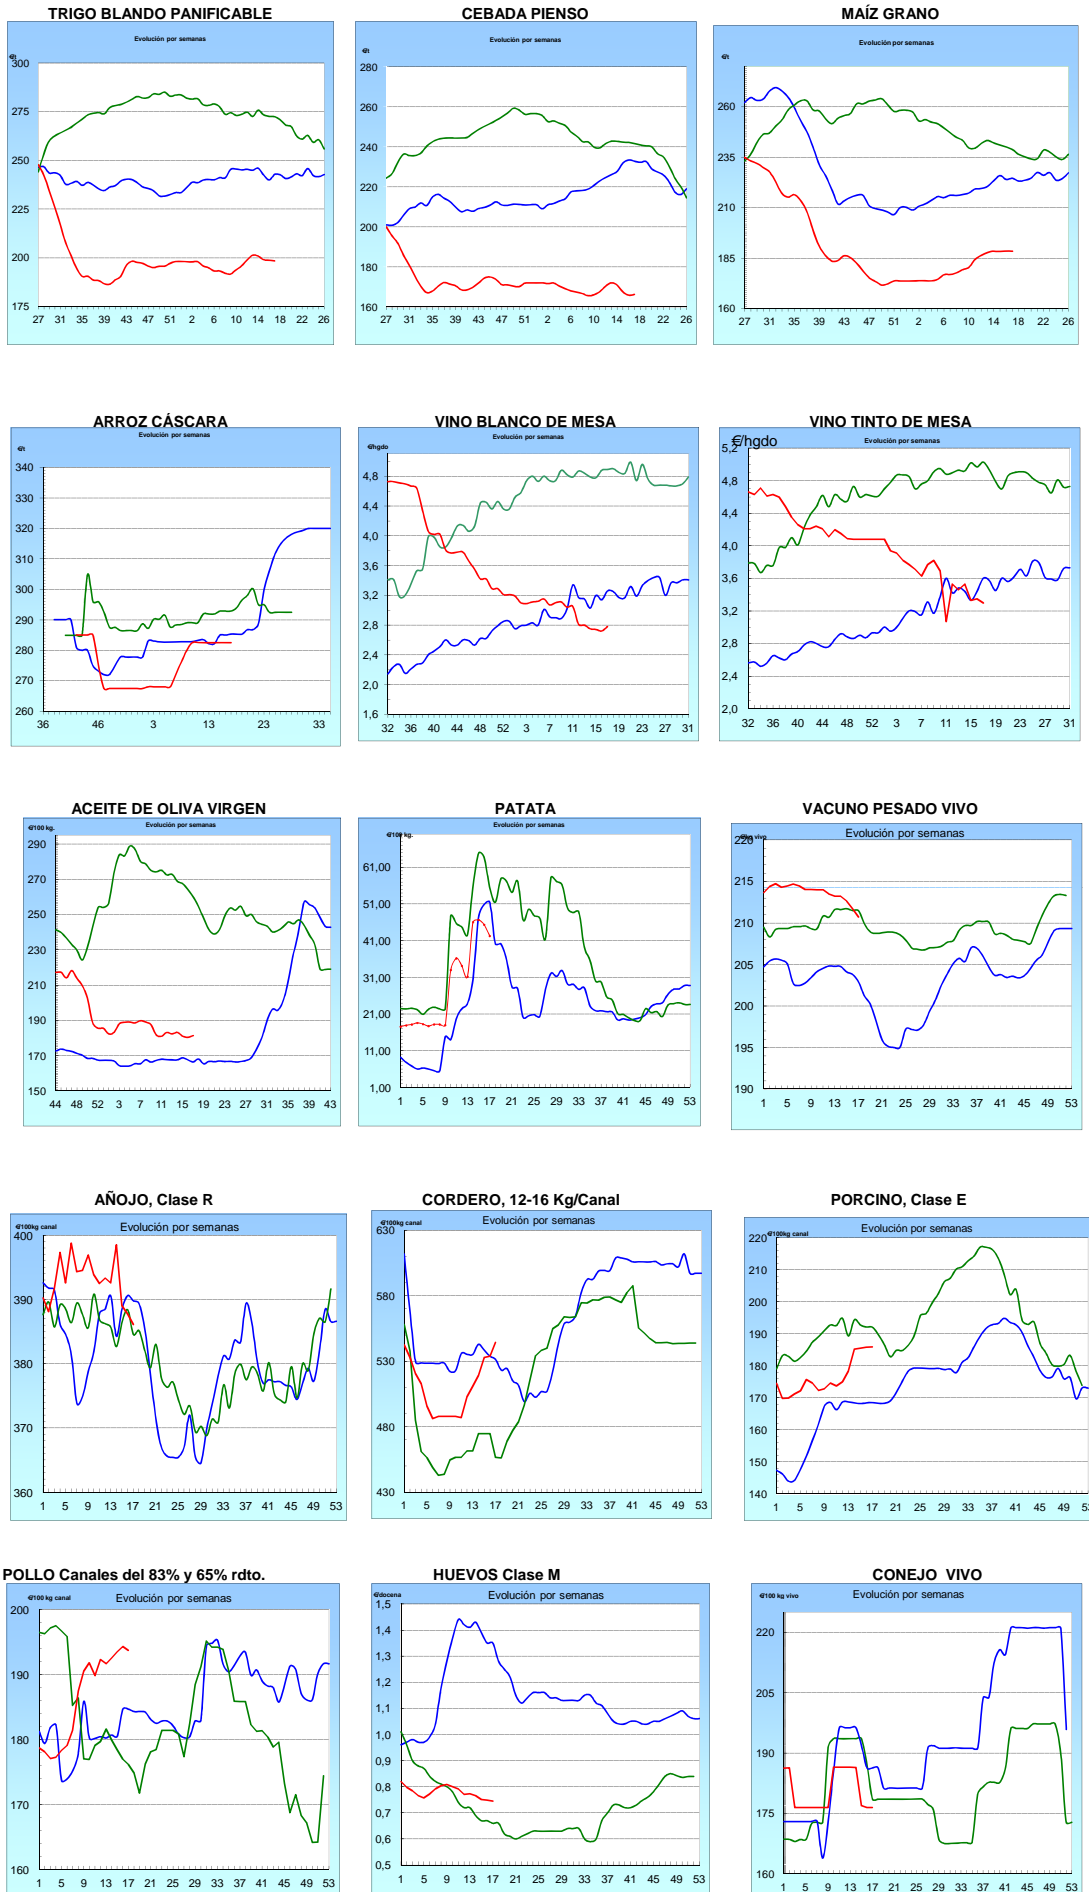 TRIGO BLANDO PANIFICABLE
CEBADA PIENSO
MAÍZ GRANO
Evolución por semanas
Evolución por semanas
Evolución por semanas
€/t
€/t
€/t
300
275
250
225
200
175
27 31 35 39 43 47 51 2 6 10 14 18 22 26
280
260
240
220
200
180
160
27 31 35 39 43 47 51 2 6 10 14 18 22 26
260
235
210
185
160
27 31 35 39 43 47 51 2 6 10 14 18 22 26
ARROZ CÁSCARA
VINO BLANCO DE MESA
VINO TINTO DE MESA
Evolución por semanas
Evolución por semanas
Evolución por semanas
€/t
€/hgdo
€/hgdo
340
330
320
310
300
290
280
270
260
36 46 3 13 23 33
4,8
4,4
4,0
3,6
3,2
2,8
2,4
2,0
1,6
32 36 40 44 48 52 3 7 11 15 19 23 27 31
5,2
4,8
4,4
4,0
3,6
3,2
2,8
2,4
2,0
32 36 40 44 48 52 3 7 11 15 19 23 27 31
ACEITE DE OLIVA VIRGEN
PATATA
VACUNO PESADO VIVO
Evolución por semanas
Evolución por semanas
Evolución por semanas
€/100 kg.
€/100 kg.
290
270
250
230
210
190
170
150
44 48 52 3 7 11 15 19 23 27 31 35 39 43
61,00
51,00
41,00
31,00
21,00
11,00
1,00
1 5 9 13 17 21 25 29 33 37 41 45 49 53
220
215
210
205
200
195
190
1 5 9 13 17 21 25 29 33 37 41 45 49 53
AÑOJO, Clase R
CORDERO, 12-16 Kg/Canal
PORCINO, Clase E
Evolución por semanas
Evolución por semanas
Evolución por semanas
€/100kg canal
€/100kg canal
€/100kg canal
400
390
380
370
360
1 5 9 13 17 21 25 29 33 37 41 45 49 53
630
580
530
480
430
1 5 9 13 17 21 25 29 33 37 41 45 49 53
220
210
200
190
180
170
160
150
140
1 5 9 13 17 21 25 29 33 37 41 45 49
POLLO Canales del 83% y 65% rdto.
HUEVOS Clase M
CONEJO VIVO
Evolución por semanas
Evolución por semanas
Evolución por semanas
€/100 kg canal
€/docena
€/100 kg vivo
200
190
180
170
160
1 5 9 13 17 21 25 29 33 37 41 45 49 53
1,5
1,4
1,3
1,2
1,1
1,0
0,9
0,8
0,7
0,6
0,5
1 5 9 13 17 21 25 29 33 37 41 45 49 53
220
205
190
175
160
1 5 9 13 17 21 25 29 33 37 41 45 49 53